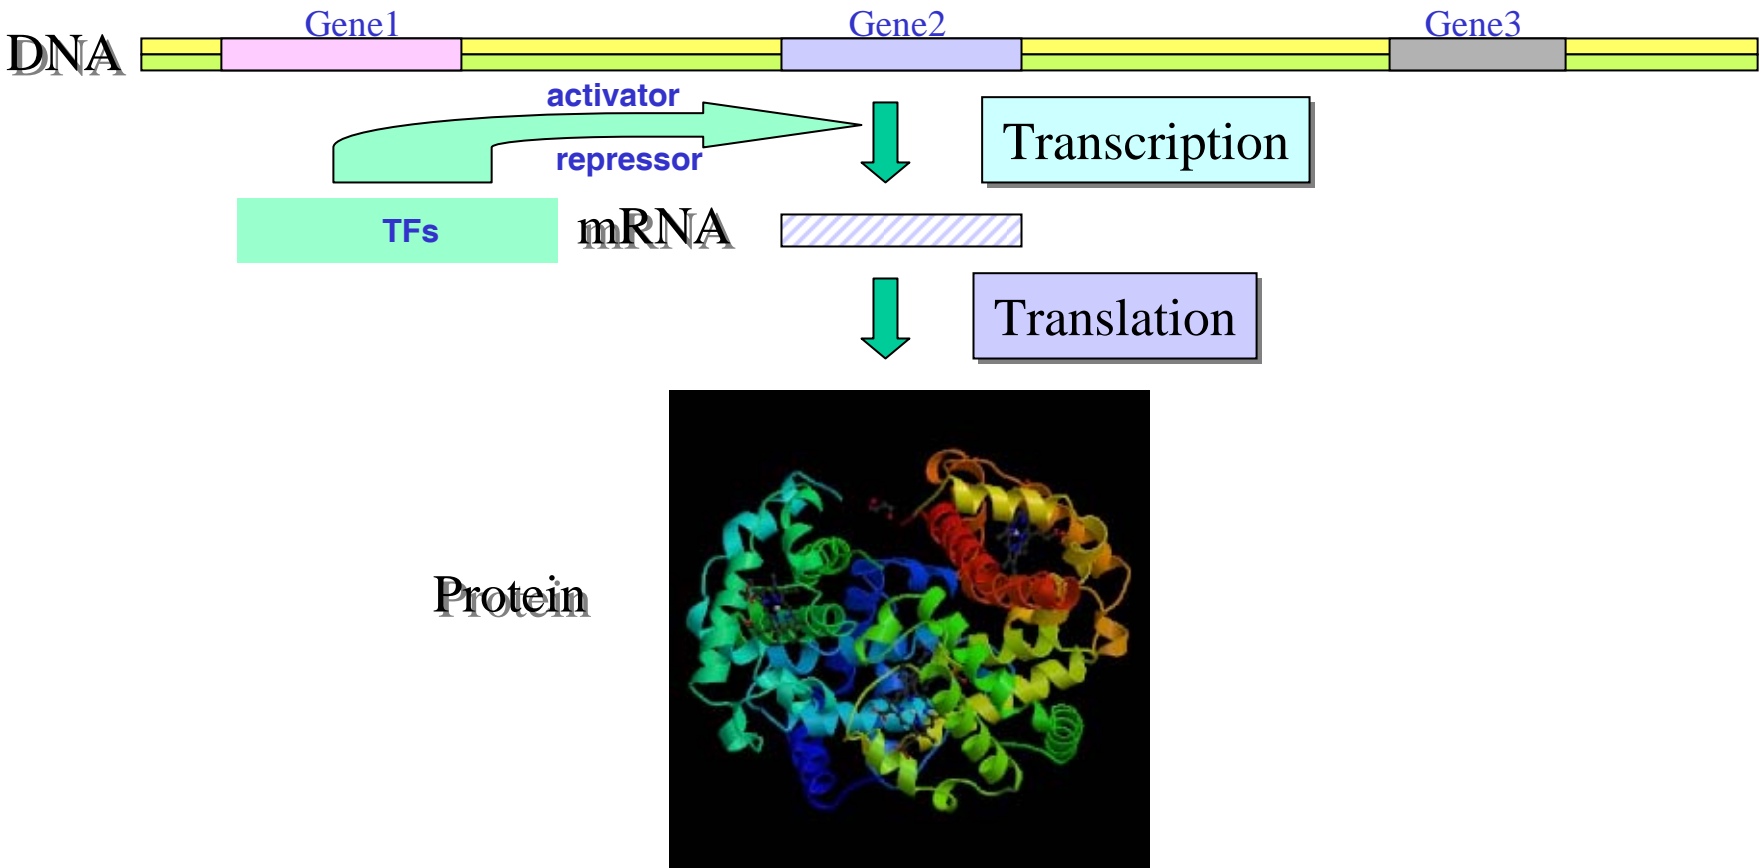 Gene1 Gene2 Gene3
DNA
activator
Transcription
repressor
TFs
mRNA
Translation
Protein